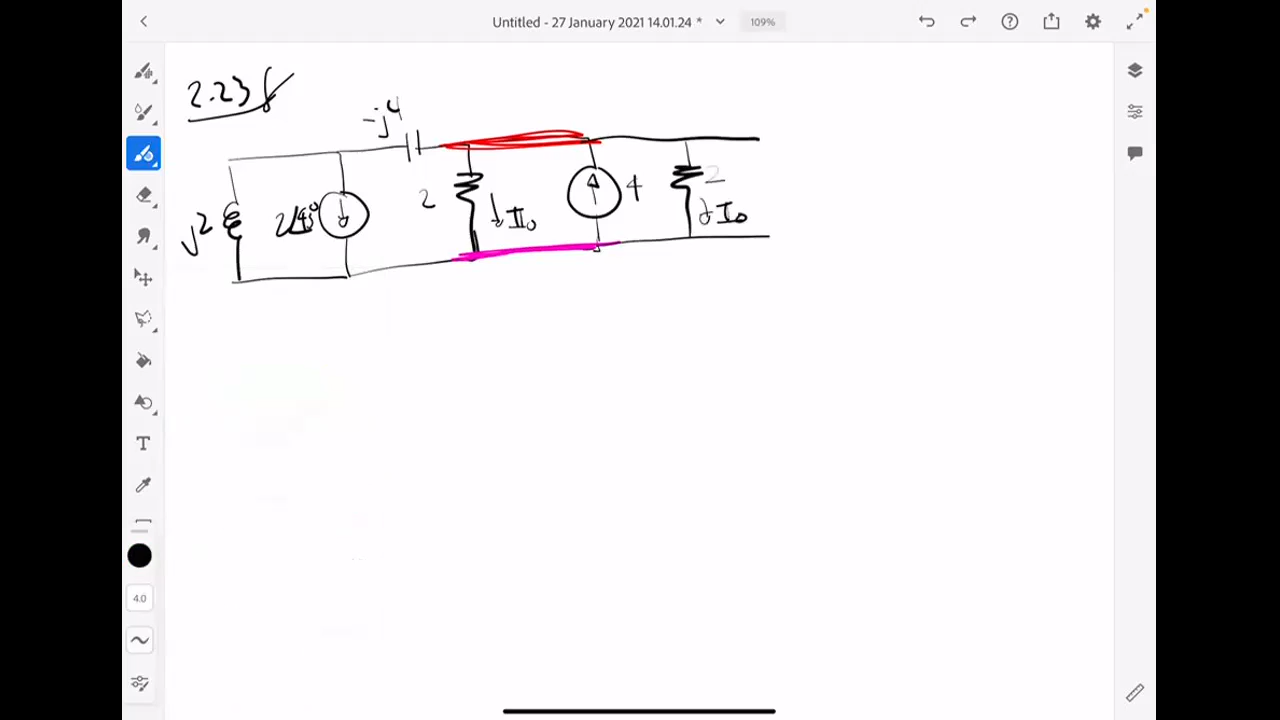 Untitled - 27 January 2021 14.01.24 *
109%
2.23f
-j4
j2
2∠45°
2
↓I₀
4
2
↓I₀
T
4.0